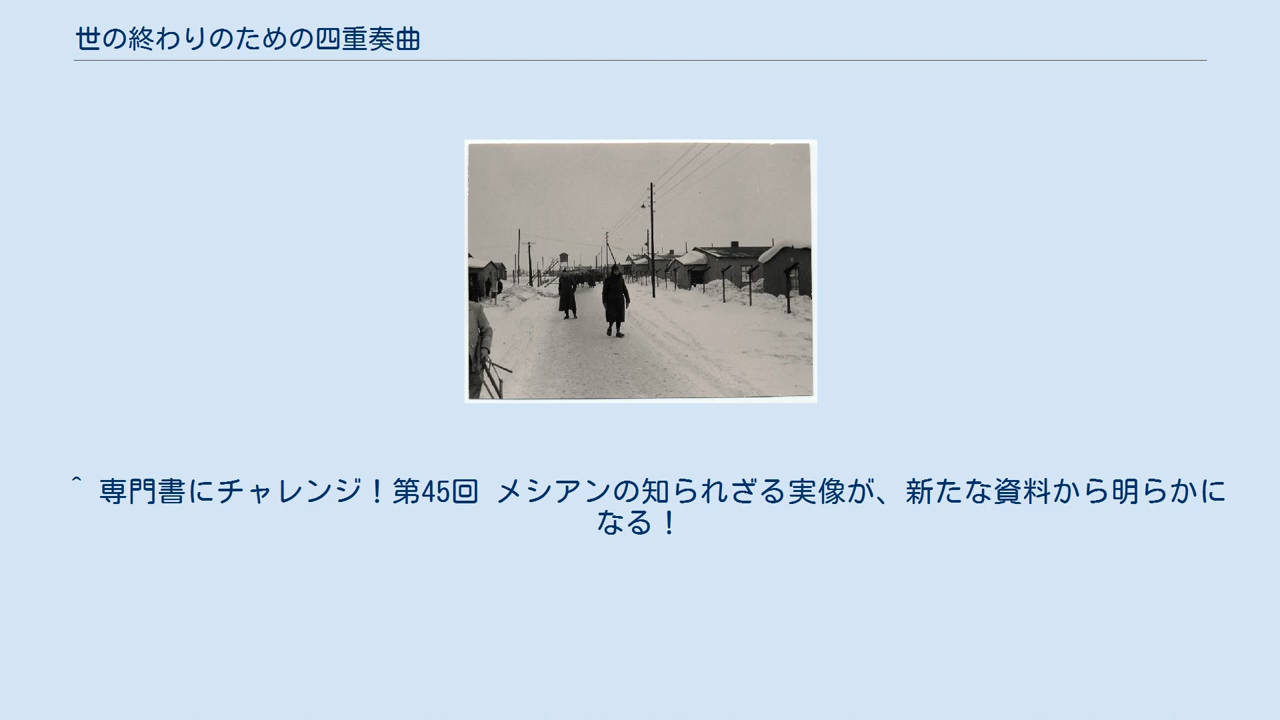 世の終わりのための四重奏曲
^ 専門書にチャレンジ！第45回 メシアンの知られざる実像が、新たな資料から明らかに
なる！